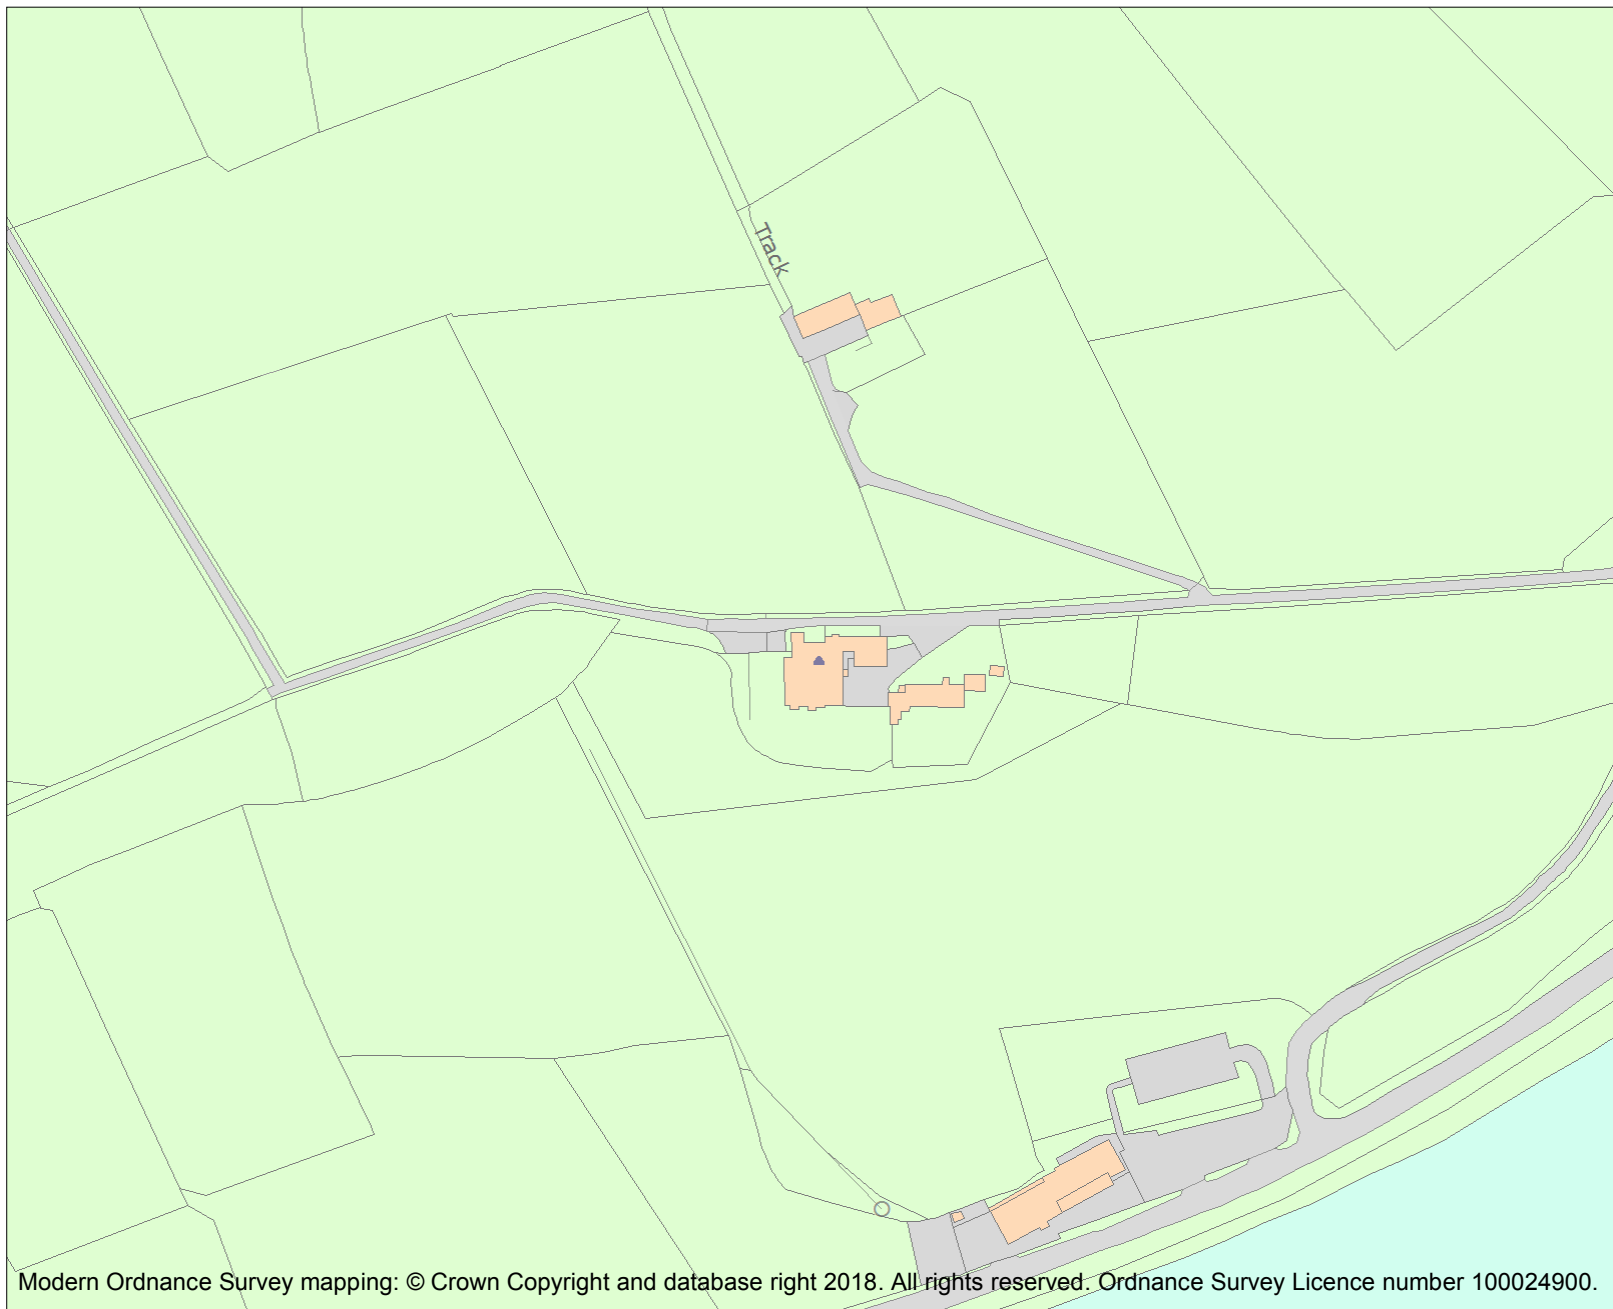 Track
Modern Ordnance Survey mapping: © Crown Copyright and database right 2018. All rights reserved. Ordnance Survey Licence number 100024900.